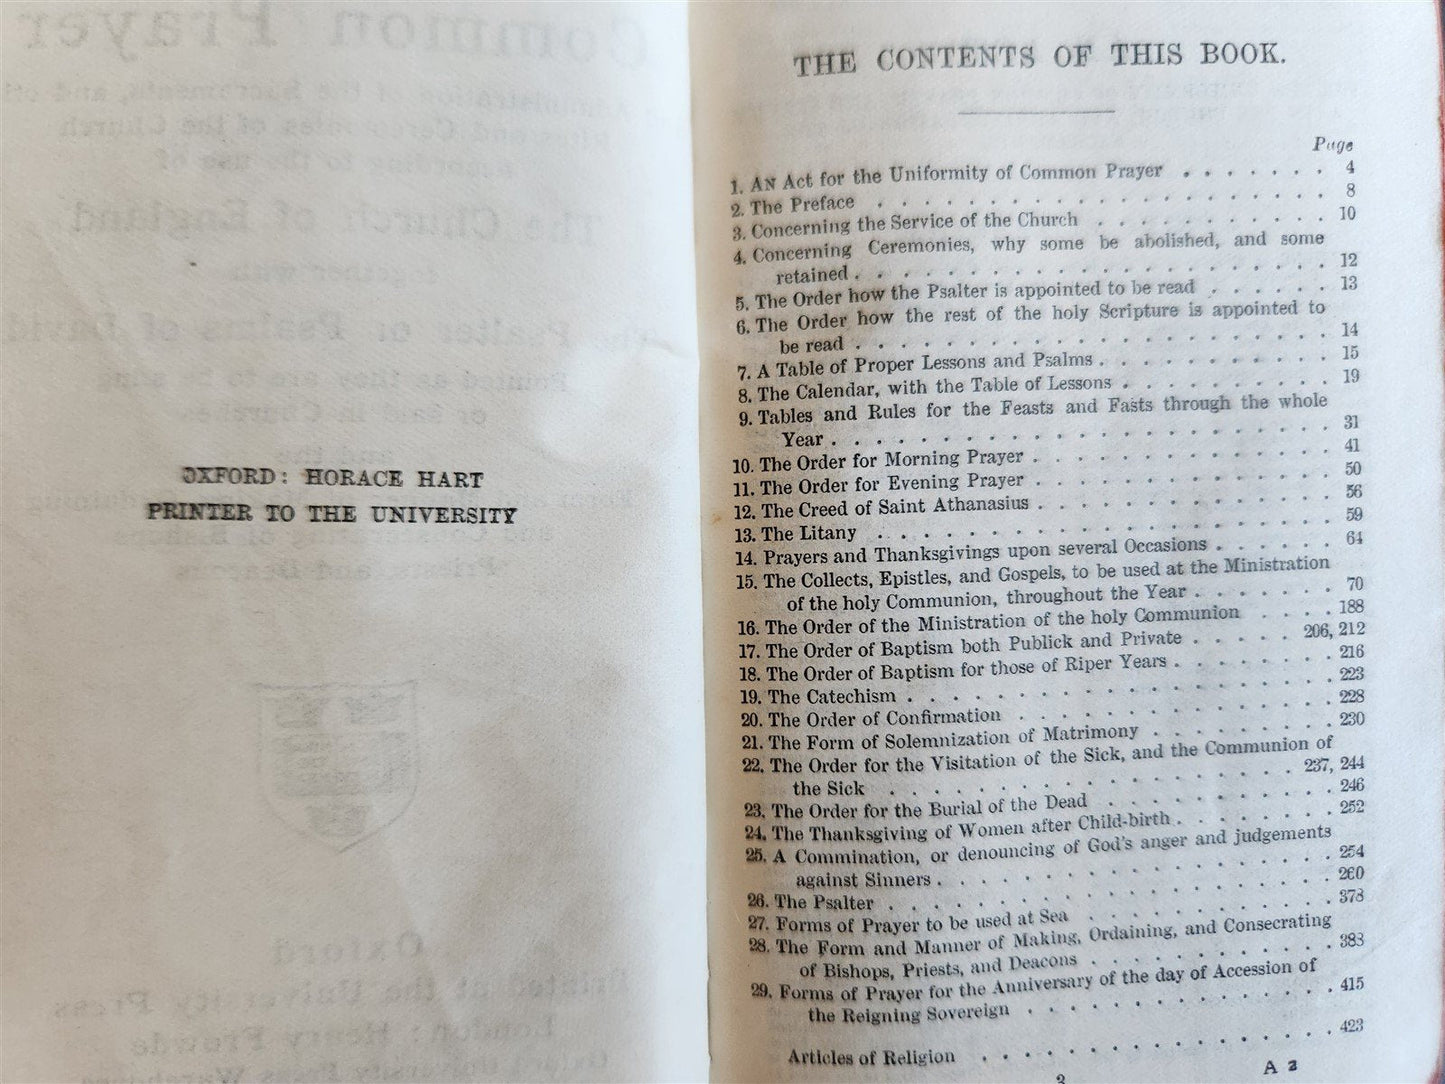 OXFORD: HORACE HART
PRINTER TO THE UNIVERSITY
THE CONTENTS OF THIS BOOK.
Page
1. AN Act for the Uniformity of Common Prayer . . . . . . . 4
2. The Preface . . . . . . . . . . . . . . . . . . . 8
3. Concerning the Service of the Church . . . . . . . . . . 10
4. Concerning Ceremonies, why some be abolished, and some
retained . . . . . . . . . . . . . . . . . . . . 12
5. The Order how the Psalter is appointed to be read . . . . . . 13
6. The Order how the rest of the holy Scripture is appointed to
be read . . . . . . . . . . . . . . . . . . . . 14
7. A Table of Proper Lessons and Psalms . . . . . . . . . . 15
8. The Calendar, with the Table of Lessons . . . . . . . . . 19
9. Tables and Rules for the Feasts and Fasts through the whole
Year . . . . . . . . . . . . . . . . . . . . . 31
10. The Order for Morning Prayer . . . . . . . . . . . . . 41
11. The Order for Evening Prayer . . . . . . . . . . . . . 50
12. The Creed of Saint Athanasius . . . . . . . . . . . . . 56
13. The Litany . . . . . . . . . . . . . . . . . . . 59
14. Prayers and Thanksgivings upon several Occasions . . . . . . 64
15. The Collects, Epistles, and Gospels, to be used at the Ministration
of the holy Communion, throughout the Year . . . . . . . 70
16. The Order of the Ministration of the holy Communion . . . . 188
17. The Order of Baptism both Publick and Private . . . . . 206, 212
18. The Order of Baptism for those of Riper Years . . . . . . . 216
19. The Catechism . . . . . . . . . . . . . . . . . . 223
20. The Order of Confirmation . . . . . . . . . . . . . . 228
21. The Form of Solemnization of Matrimony . . . . . . . . 230
22. The Order for the Visitation of the Sick, and the Communion of
the Sick . . . . . . . . . . . . . . . . . . 237, 244
23. The Order for the Burial of the Dead . . . . . . . . . . 246
24. The Thanksgiving of Women after Child-birth . . . . . . . 252
25. A Commination, or denouncing of God's anger and judgements
against Sinners . . . . . . . . . . . . . . . . . 254
26. The Psalter . . . . . . . . . . . . . . . . . . . 260
27. Forms of Prayer to be used at Sea . . . . . . . . . . . 378
28. The Form and Manner of Making, Ordaining, and Consecrating
of Bishops, Priests, and Deacons . . . . . . . . . . . 383
29. Forms of Prayer for the Anniversary of the day of Accession of
the Reigning Sovereign . . . . . . . . . . . . . . 415
Articles of Religion . . . . . . . . . . . . . . . . 423
A 2